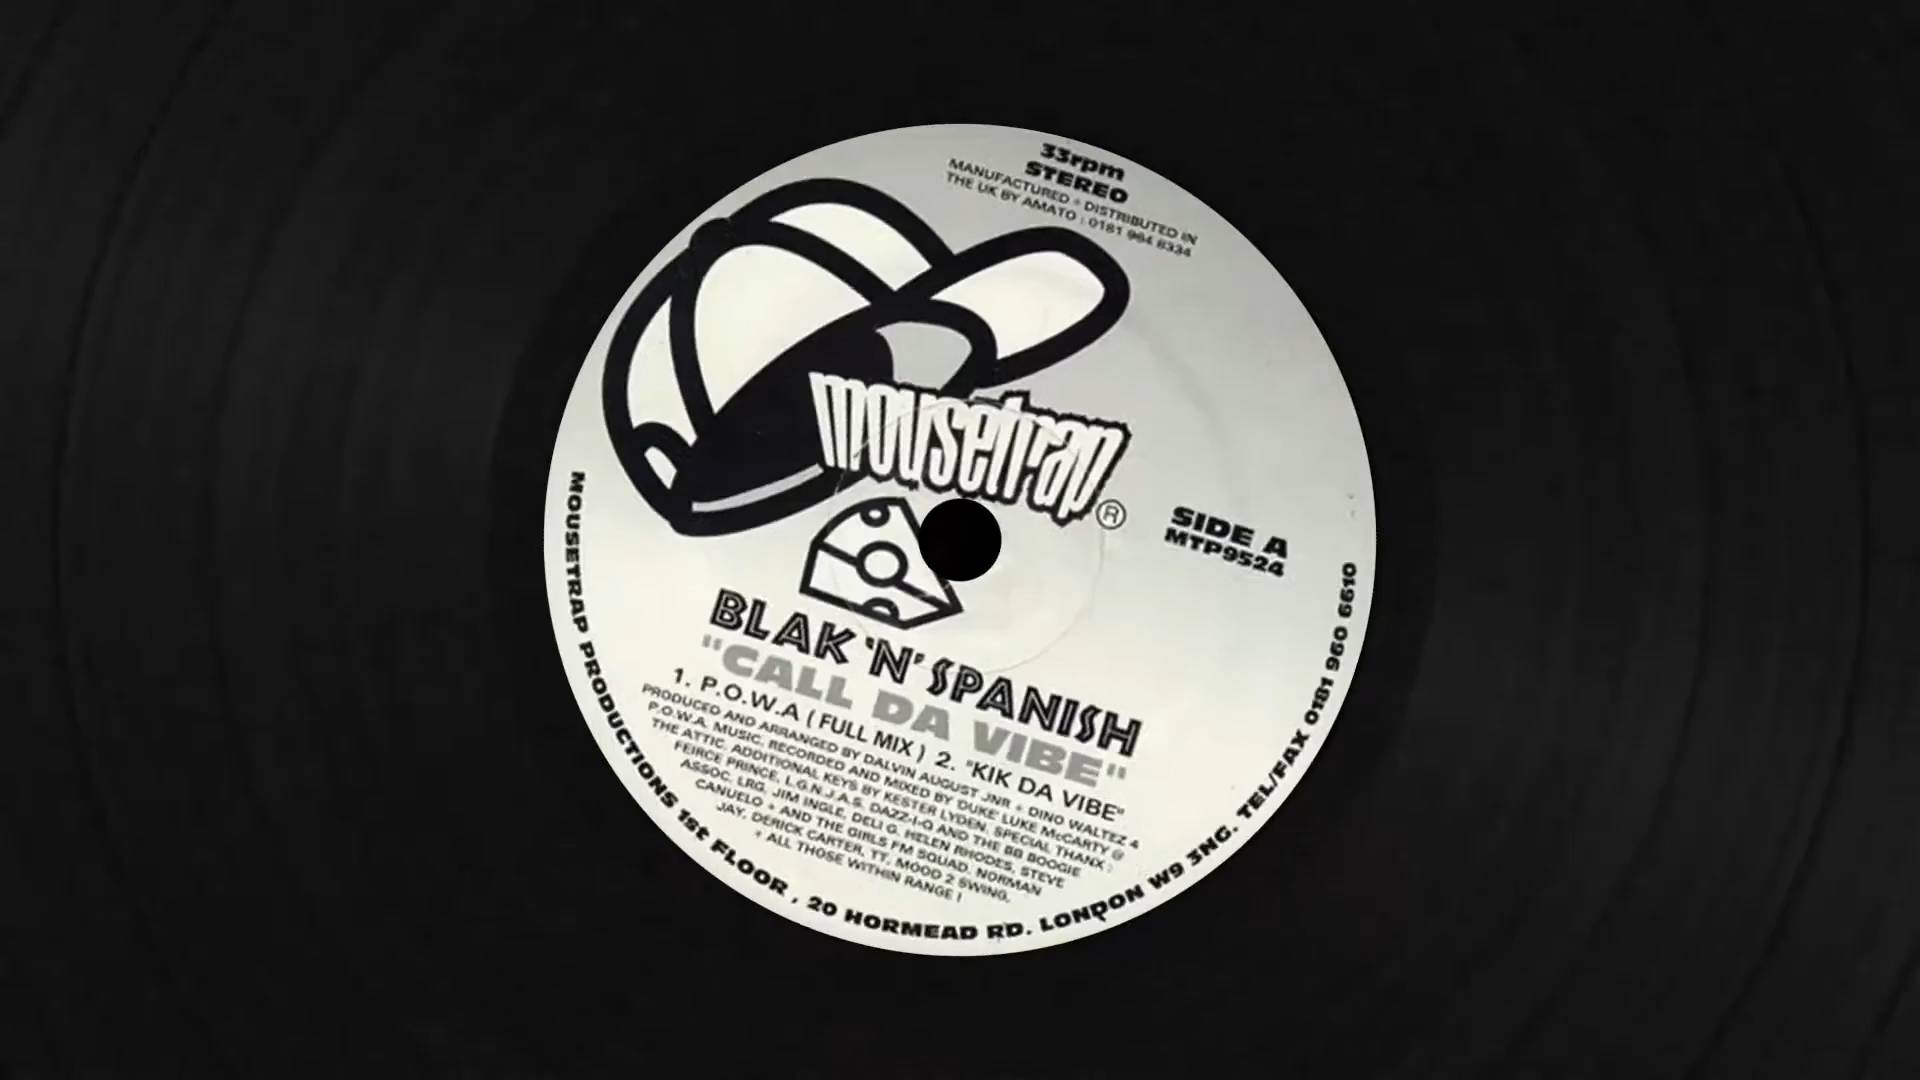 33rpm
STEREO
MANUFACTURED + DISTRIBUTED IN
THE UK BY AMATO : 0181 964 8334
mousetrap
®
SIDE A
MTP9524
BLAK 'N' SPANISH
"CALL DA VIBE"
1. P.O.W.A ( FULL MIX ) 2. "KIK DA VIBE"
PRODUCED AND ARRANGED BY DALVIN AUGUST JNR + DINO WALTEZ 4
P.O.W.A. MUSIC. RECORDED AND MIXED BY 'DUKE' LUKE McCARTY @
THE ATTIC. ADDITIONAL KEYS BY KESTER LYDEN. SPECIAL THANX :
FEIRCE PRINCE, L.G.N.J.A.S. DAZZ-I-Q AND THE BB BOOGIE
ASSOC. LRG, JIM INGLE, DELI G, HELEN RHODES, STEVE
CANUELO + AND THE GIRLS FM SQUAD. NORMAN
JAY, DERICK CARTER, TT, MOOD 2 SWING,
+ ALL THOSE WITHIN RANGE !
MOUSETRAP PRODUCTIONS 1st FLOOR , 20 HORMEAD RD. LONDON W9 3NG. TEL/FAX 0181 960 6610